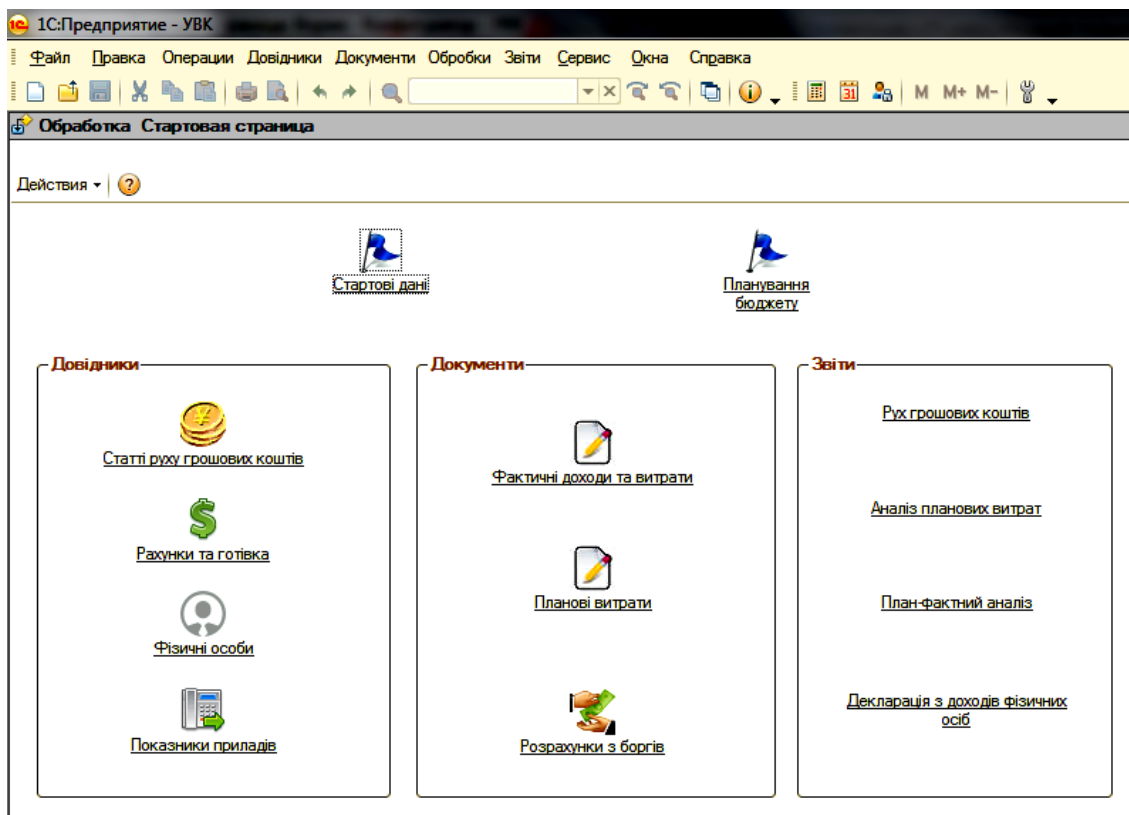 1С:Предприятие - УВК
Файл Правка Операции Довідники Документи Обробки Звіти Сервис Окна Справка
31 M M+ M-
Обработка Стартовая страница
Действия
Стартові дані
Планування
бюджету
Довідники
Статті руху грошових коштів
Рахунки та готівка
Фізичні особи
Показники приладів
Документи
Фактичні доходи та витрати
Планові витрати
Розрахунки з боргів
Звіти
Рух грошових коштів
Аналіз планових витрат
План-фактний аналіз
Декларація з доходів фізичних
осіб